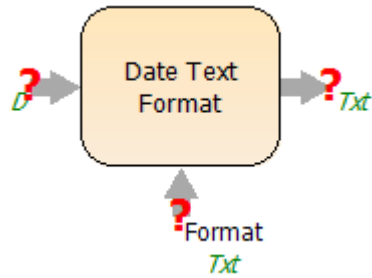 Date Text
Format
? D
? Txt
? Format
Txt